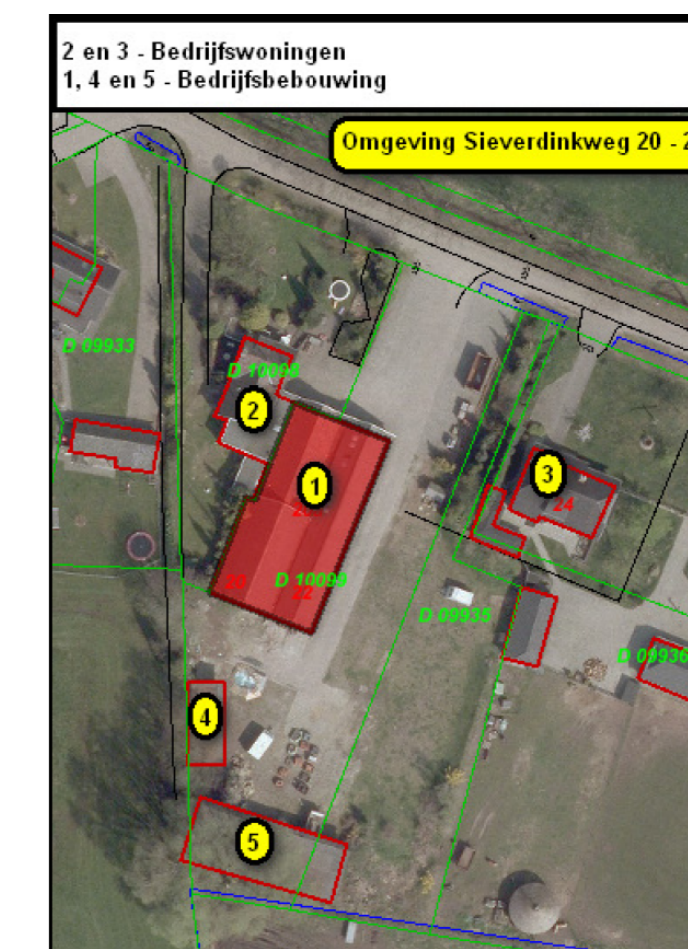 2 en 3 - Bedrijfswoningen
1, 4 en 5 - Bedrijfsbebouwing
Omgeving Sieverdinkweg 20 -
D 09933
D 10098
2
1
3
24
20
D 10099
22
D 09935
D 09936
4
5